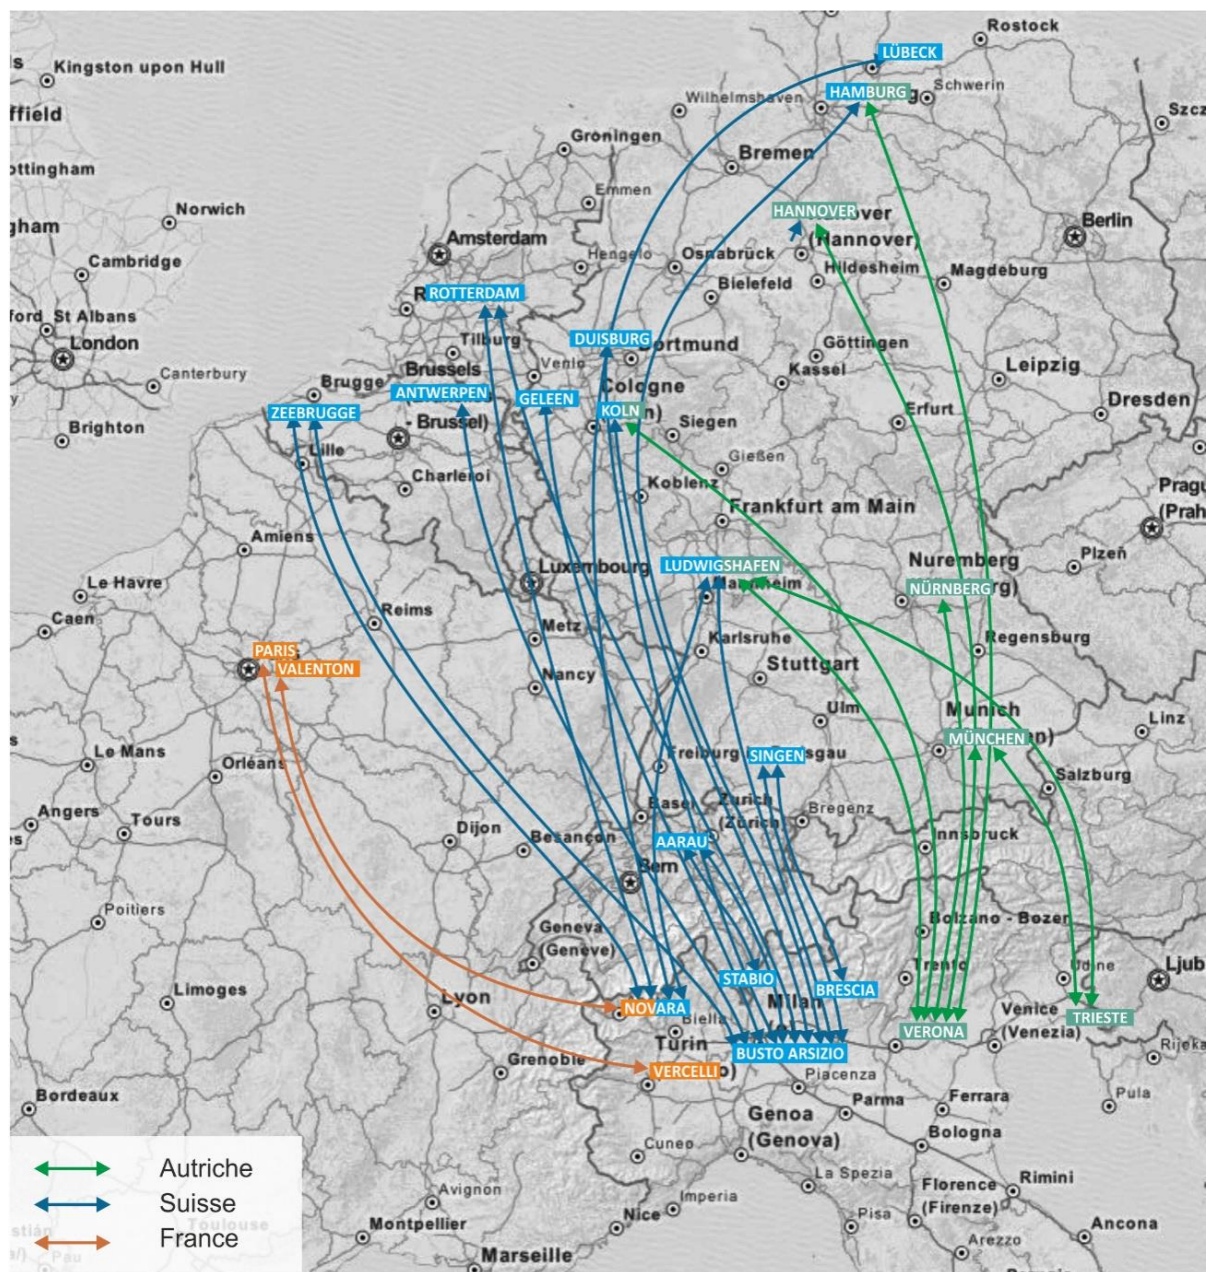 Rostock
LÜBECK
Kingston upon Hull
Wilhelmshaven
HAMBURG
Schwerin
ffield
Groningen
Bremen
ottingham
Emmen
Norwich
HANNOVER
Berlin
gham
Amsterdam
(Hannover)
Cambridge
Hengelo
Osnabrück
Hildesheim
Magdeburg
ROTTERDAM
Bielefeld
ford
St Albans
London
Tilburg
DUISBURG
Dortmund
Göttingen
Leipzig
Canterbury
Brugge
Brussels
Venlo
Cologne
Kassel
ANTWERPEN
GELEEN
Dresden
ZEEBRUGGE
- Brussel)
KOLN
Siegen
Erfurt
Brighton
Lille
Gießen
Charleroi
Koblenz
Frankfurt am Main
Amiens
Luxembourg
LUDWIGSHAFEN
Nuremberg
Plzeň
Le Havre
NÜRNBERG
Caen
Reims
Metz
Karlsruhe
Regensburg
PARIS
VALENTON
Nancy
Stuttgart
Ulm
Munich
Linz
MÜNCHEN
Le Mans
Orléans
Freiburg
SINGEN
Salzburg
Angers
Tours
Dijon
Besançon
Basel
Zurich
(Zürich)
Bregenz
Innsbruck
AARAU
Bern
Poitiers
Geneva
(Genève)
Bolzano - Bozen
Limoges
Lyon
STABIO
BRESCIA
Trento
Udine
NOVARA
Milan
Venice
(Venezia)
TRIESTE
Biella
Turin
VERONA
Grenoble
BUSTO ARSIZIO
Rijeka
VERCELLI
Piacenza
Bordeaux
Parma
Ferrara
Pula
Genoa
(Genova)
Bologna
Cuneo
La Spezia
Rimini
Autriche
Avignon
Imperia
Florence
(Firenze)
Suisse
Toulouse
Montpellier
Nice
Pisa
Ancona
France
Pau
Marseille
Arezzo